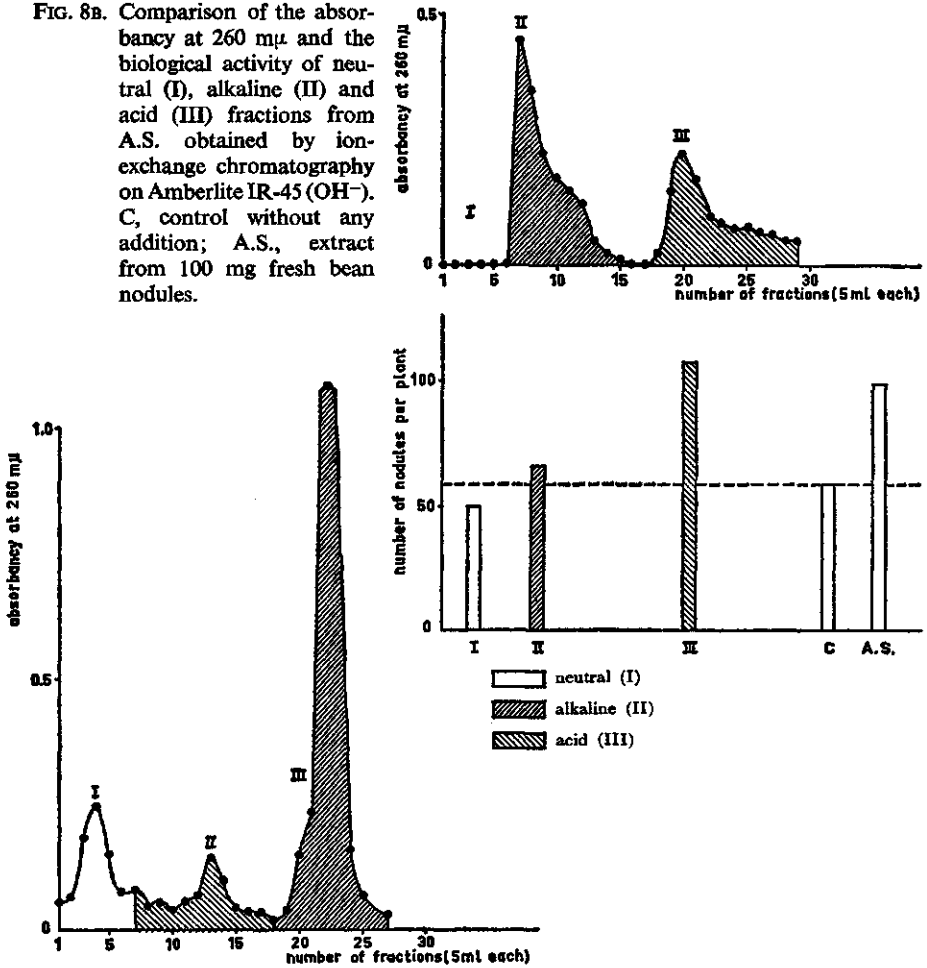 FIG. 8B. Comparison of the absor-
bancy at 260 mμ and the
biological activity of neu-
tral (I), alkaline (II) and
acid (III) fractions from
A.S. obtained by ion-
exchange chromatography
on Amberlite IR-45 (OH⁻).
C, control without any
addition; A.S., extract
from 100 mg fresh bean
nodules.
absorbancy at 260 mμ
0.5
0
I
II
III
1 5 10 15 20 25 30
number of fractions(5ml each)
number of nodules per plant
100
50
0
I II III C A.S.
neutral (I)
alkaline (II)
acid (III)
absorbancy at 260 mμ
1.0
0.5
0
I
II
III
1 5 10 15 20 25 30
number of fractions(5ml each)